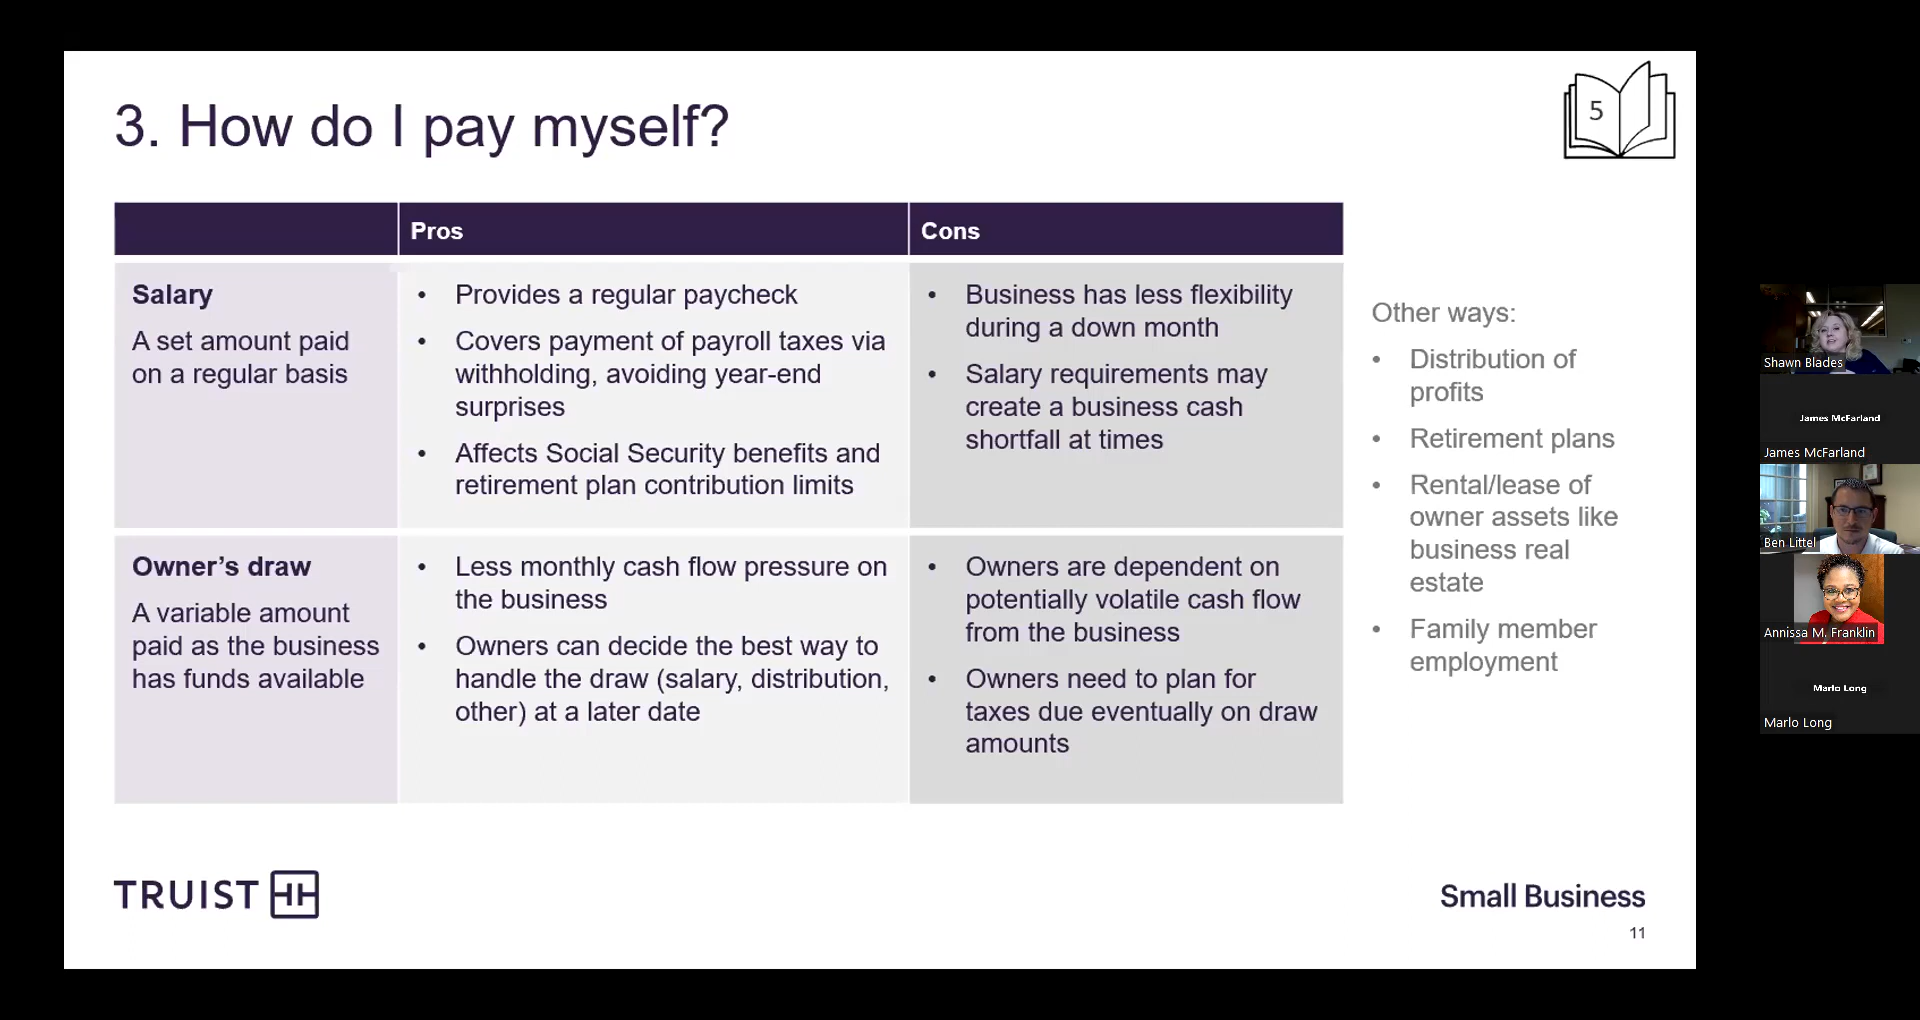 3. How do I pay myself?
5
Pros
Cons
Salary
A set amount paid
on a regular basis
• Provides a regular paycheck
• Covers payment of payroll taxes via
withholding, avoiding year-end
surprises
• Affects Social Security benefits and
retirement plan contribution limits
• Business has less flexibility
during a down month
• Salary requirements may
create a business cash
shortfall at times
Owner’s draw
A variable amount
paid as the business
has funds available
• Less monthly cash flow pressure on
the business
• Owners can decide the best way to
handle the draw (salary, distribution,
other) at a later date
• Owners are dependent on
potentially volatile cash flow
from the business
• Owners need to plan for
taxes due eventually on draw
amounts
Other ways:
• Distribution of
profits
• Retirement plans
• Rental/lease of
owner assets like
business real
estate
• Family member
employment
TRUIST
Small Business
11
Shawn Blades
James McFarland
James McFarland
Ben Littel
Annissa M. Franklin
Marlo Long
Marlo Long